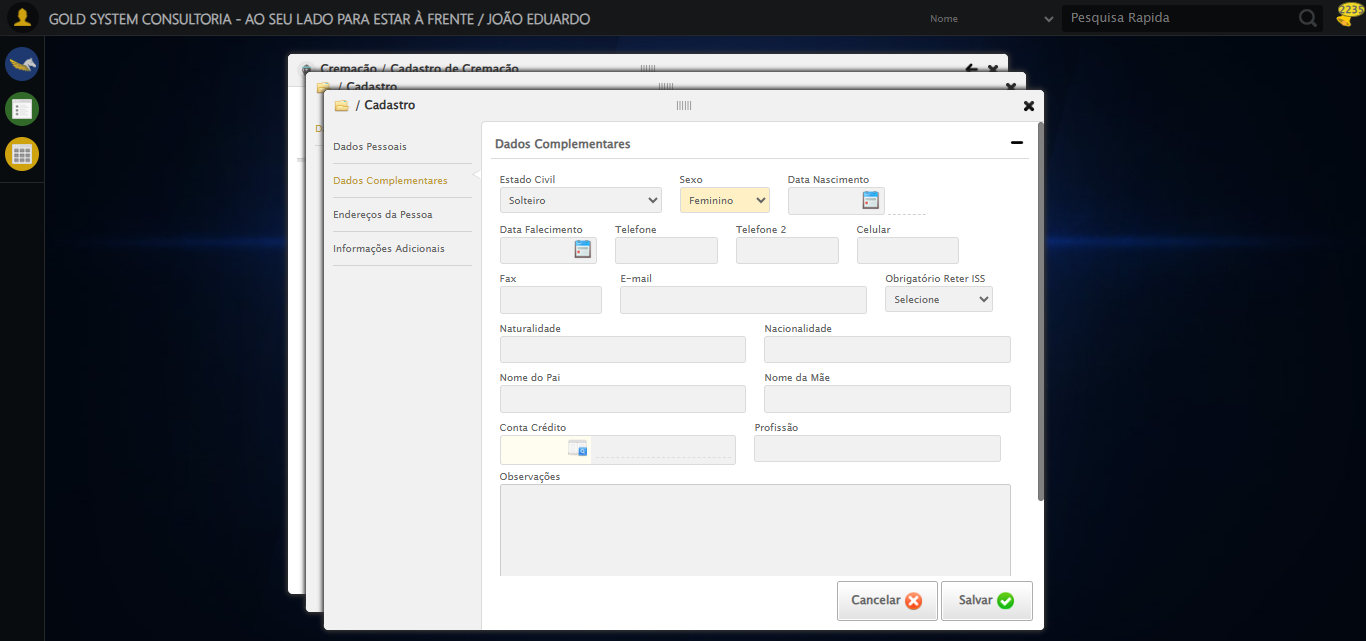 GOLD SYSTEM CONSULTORIA - AO SEU LADO PARA ESTAR À FRENTE / JOÃO EDUARDO
Nome
Pesquisa Rapida
2235
Cremação / Cadastro de Cremação
/ Cadastro
/ Cadastro
D
Dados Pessoais
Dados Complementares
Endereços da Pessoa
Informações Adicionais
Dados Complementares
Estado Civil Sexo Data Nascimento
Solteiro Feminino
Data Falecimento Telefone Telefone 2 Celular
Fax E-mail Obrigatório Reter ISS
Selecione
Naturalidade Nacionalidade
Nome do Pai Nome da Mãe
Conta Crédito Profissão
Observações
Cancelar Salvar